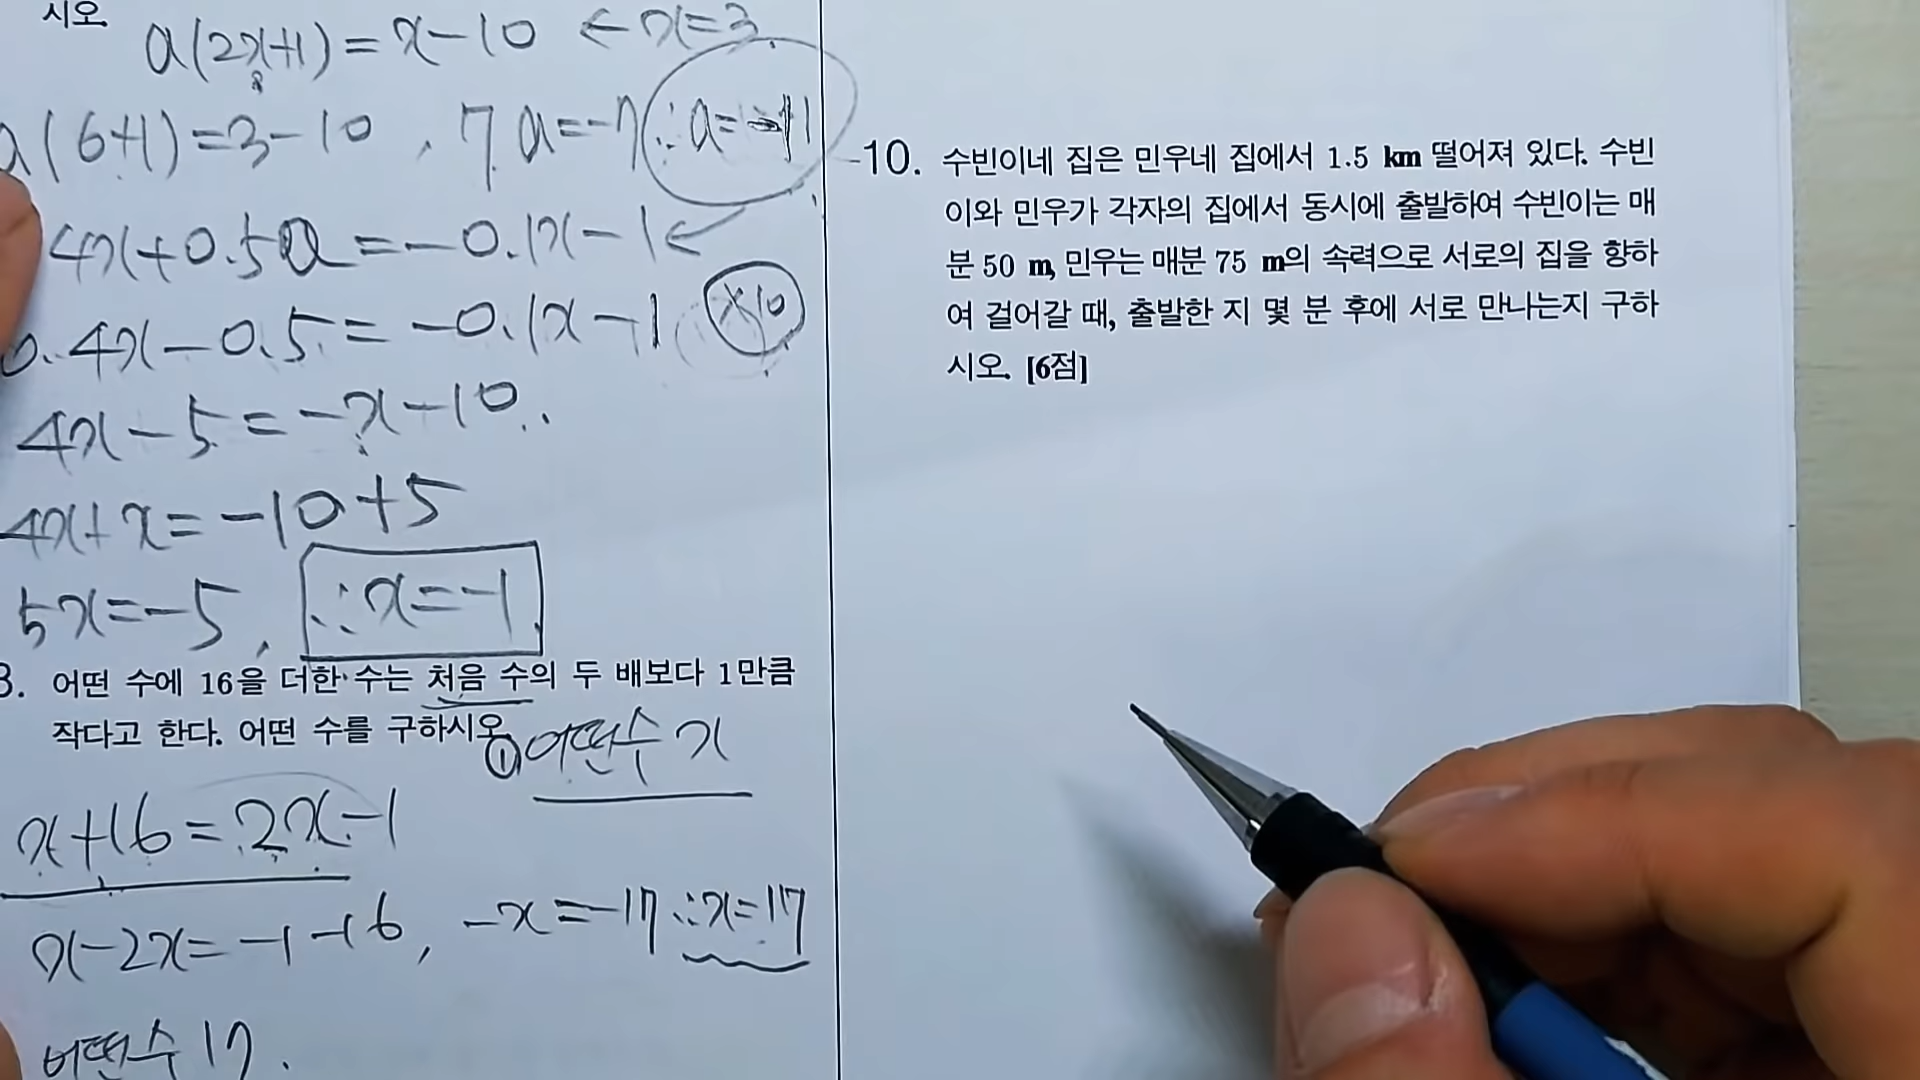 시오.
a(2x+1)=x-10 ← x=3.
a(6+1)=3-10, 7a=-7 ∴a=-1
4x+0.5a=-0.1x-1 ←
0.4x-0.5=-0.1x-1 ×10
4x-5=-x-10.
4x+x=-10+5
5x=-5, ∴x=-1
3. 어떤 수에 16을 더한 수는 처음 수의 두 배보다 1만큼
작다고 한다. 어떤 수를 구하시오.
① 어떤수 x
x+16=2x-1
x-2x=-1-16, -x=-17 ∴x=17
어떤수 17.
10. 수빈이네 집은 민우네 집에서 1.5 km 떨어져 있다. 수빈
이와 민우가 각자의 집에서 동시에 출발하여 수빈이는 매
분 50 m, 민우는 매분 75 m의 속력으로 서로의 집을 향하
여 걸어갈 때, 출발한 지 몇 분 후에 서로 만나는지 구하
시오. [6점]